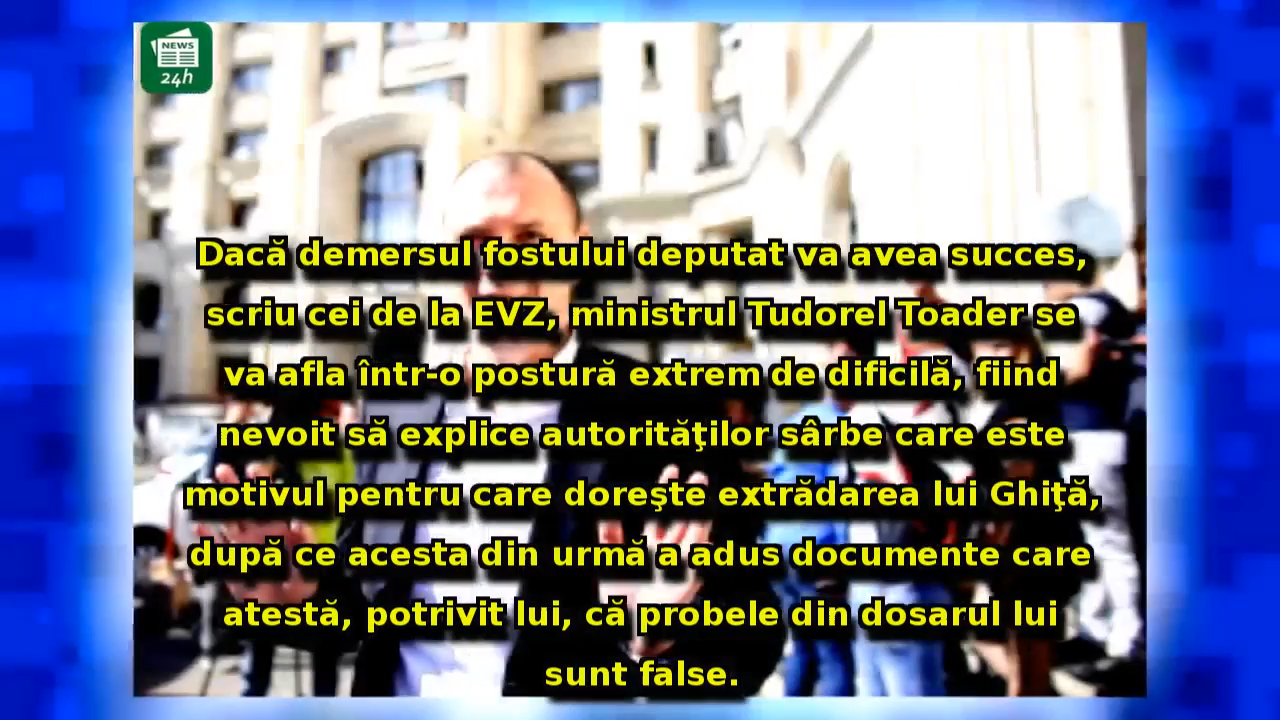 NEWS
24h
Dacă demersul fostului deputat va avea succes,
scriu cei de la EVZ, ministrul Tudorel Toader se
va afla într-o postură extrem de dificilă, fiind
nevoit să explice autorităţilor sârbe care este
motivul pentru care doreşte extrădarea lui Ghiţă,
după ce acesta din urmă a adus documente care
atestă, potrivit lui, că probele din dosarul lui
sunt false.